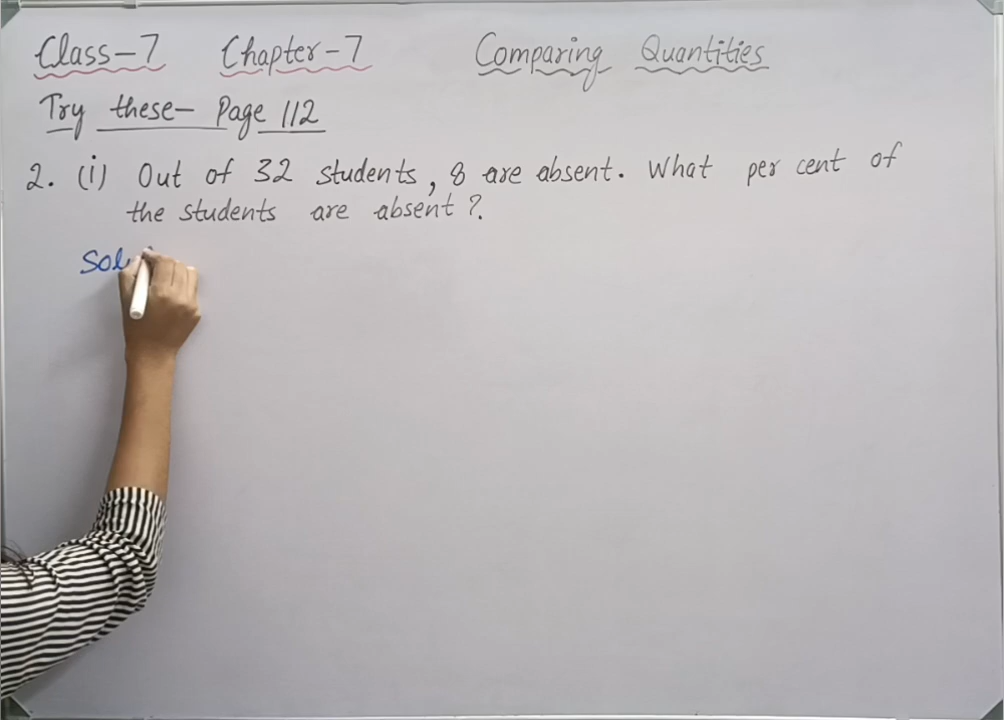 Class-7 Chapter-7 Comparing Quantities
Try these- Page 112
2. (i) Out of 32 students, 8 are absent. What per cent of
the students are absent?.
Sol